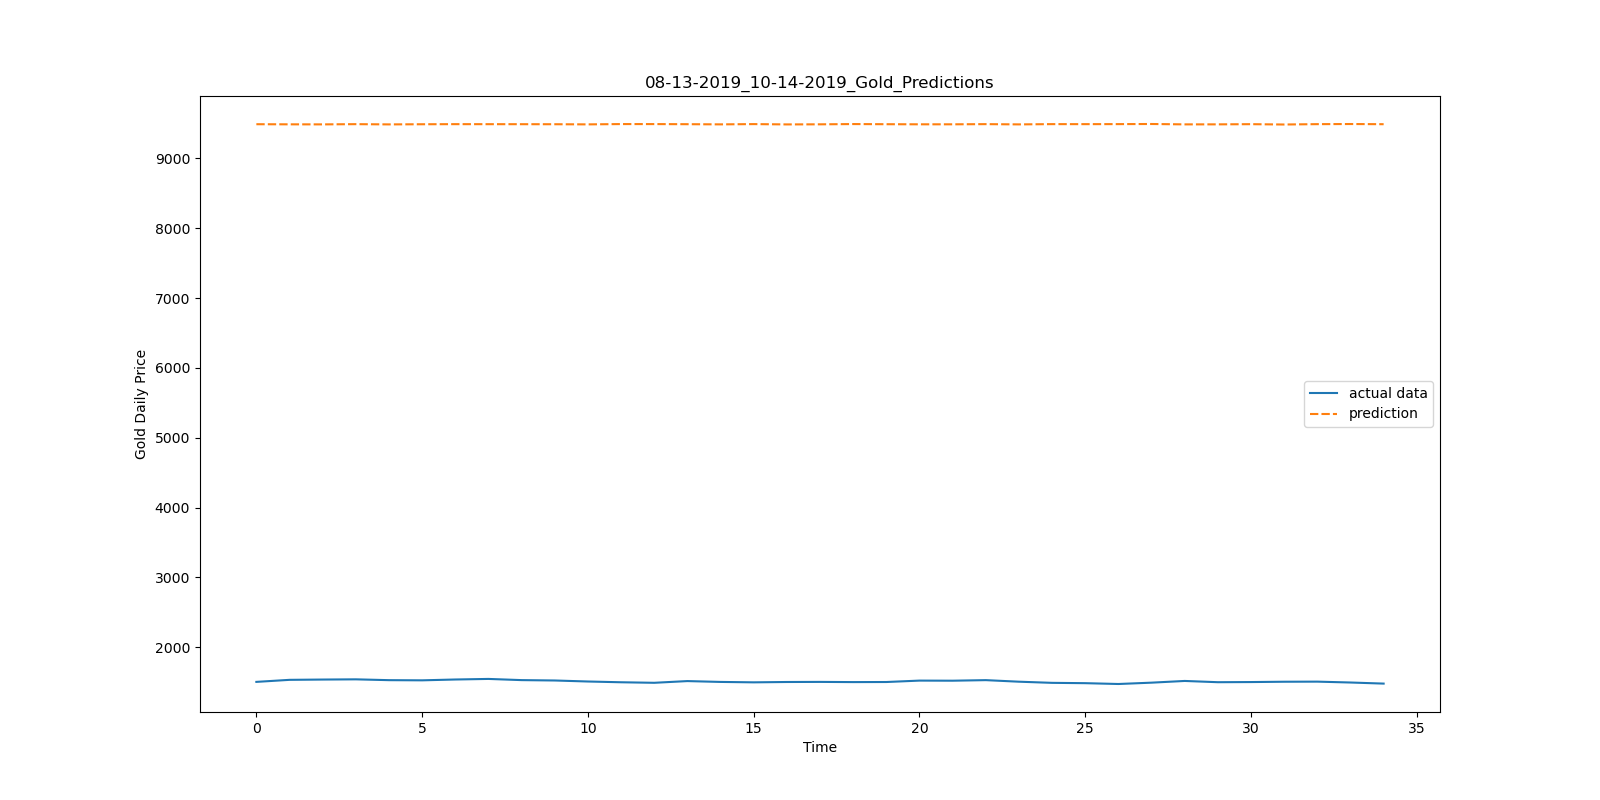 08-13-2019_10-14-2019_Gold_Predictions
Gold Daily Price
9000
8000
7000
6000
5000
4000
3000
2000
actual data
prediction
0 5 10 15 20 25 30 35
Time